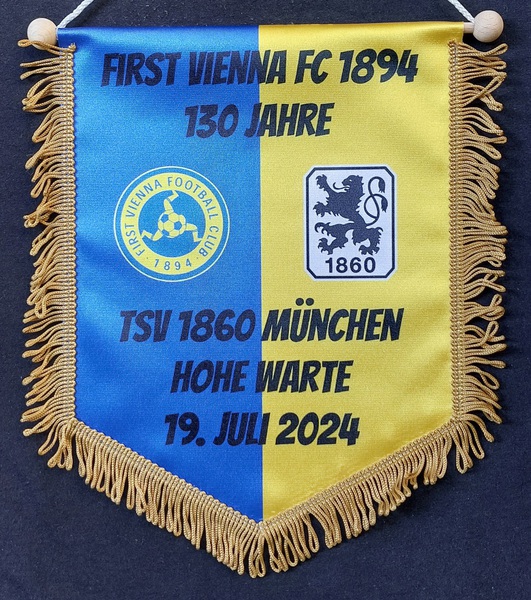 FIRST VIENNA FC 1894
130 JAHRE
FIRST VIENNA FOOTBALL CLUB
1894
1860
TSV 1860 MÜNCHEN
HOHE WARTE
19. JULI 2024